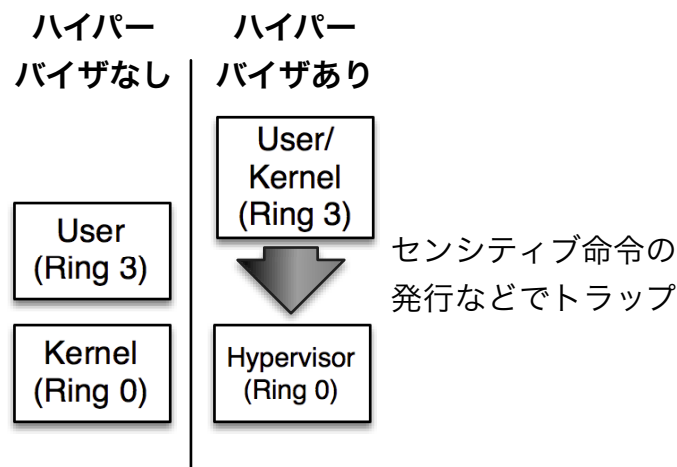 ハイパー
バイザなし
User
(Ring 3)
Kernel
(Ring 0)
ハイパー
バイザあり
User/
Kernel
(Ring 3)
Hypervisor
(Ring 0)
センシティブ命令の
発行などでトラップ